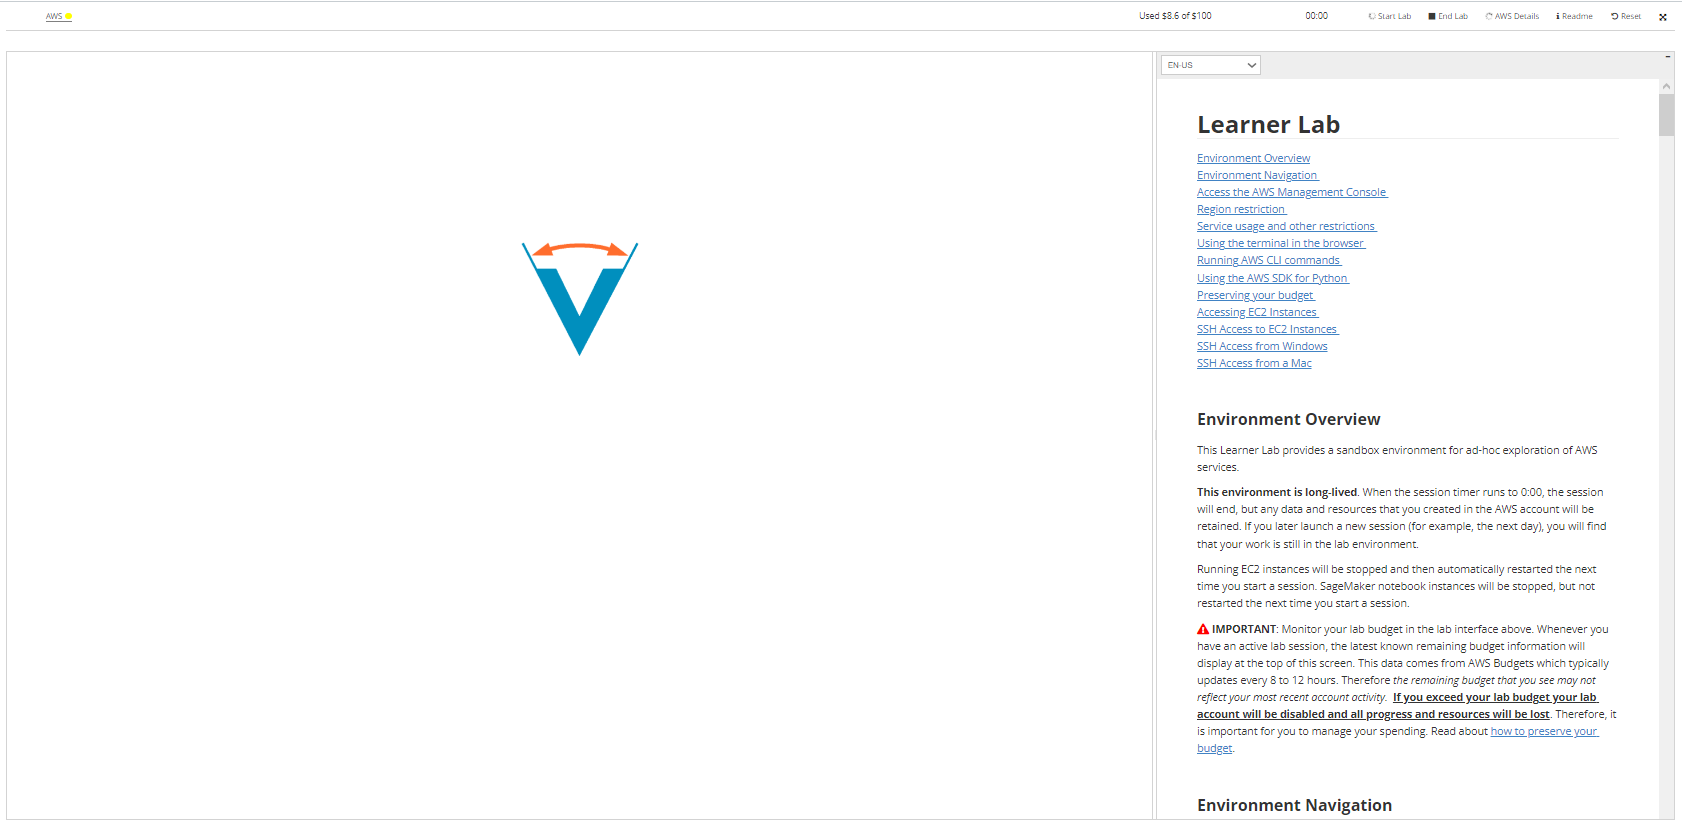 AWS
Used $8.6 of $100
00:00
Start Lab
End Lab
AWS Details
Readme
Reset
EN-US
Learner Lab
Environment Overview
Environment Navigation
Access the AWS Management Console
Region restriction
Service usage and other restrictions
Using the terminal in the browser
Running AWS CLI commands
Using the AWS SDK for Python
Preserving your budget
Accessing EC2 Instances
SSH Access to EC2 Instances
SSH Access from Windows
SSH Access from a Mac
Environment Overview
This Learner Lab provides a sandbox environment for ad-hoc exploration of AWS
services.
This environment is long-lived. When the session timer runs to 0:00, the session
will end, but any data and resources that you created in the AWS account will be
retained. If you later launch a new session (for example, the next day), you will find
that your work is still in the lab environment.
Running EC2 instances will be stopped and then automatically restarted the next
time you start a session. SageMaker notebook instances will be stopped, but not
restarted the next time you start a session.
IMPORTANT: Monitor your lab budget in the lab interface above. Whenever you
have an active lab session, the latest known remaining budget information will
display at the top of this screen. This data comes from AWS Budgets which typically
updates every 8 to 12 hours. Therefore the remaining budget that you see may not
reflect your most recent account activity. If you exceed your lab budget your lab
account will be disabled and all progress and resources will be lost. Therefore, it
is important for you to manage your spending. Read about how to preserve your
budget.
Environment Navigation